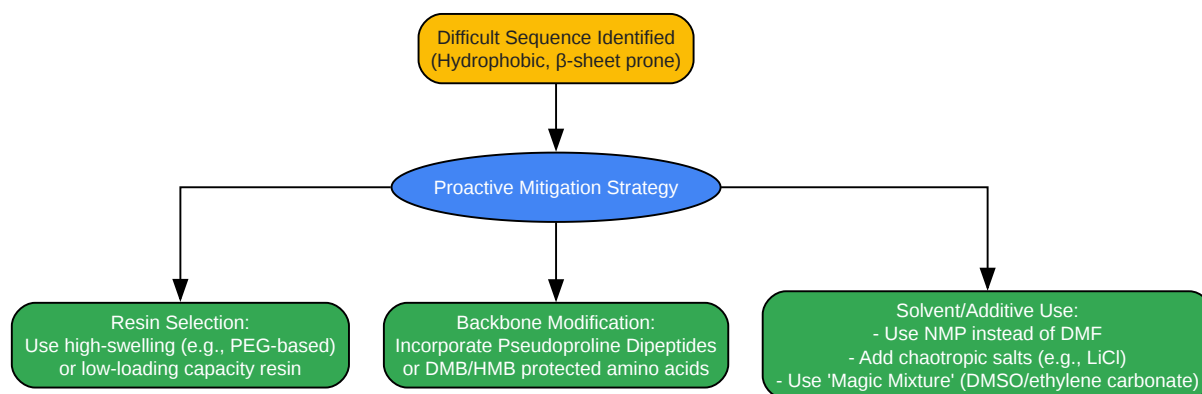 Difficult Sequence Identified
(Hydrophobic, β-sheet prone)
Proactive Mitigation Strategy
Resin Selection:
Use high-swelling (e.g., PEG-based)
or low-loading capacity resin
Backbone Modification:
Incorporate Pseudoproline Dipeptides
or DMB/HMB protected amino acids
Solvent/Additive Use:
- Use NMP instead of DMF
- Add chaotropic salts (e.g., LiCl)
- Use 'Magic Mixture' (DMSO/ethylene carbonate)